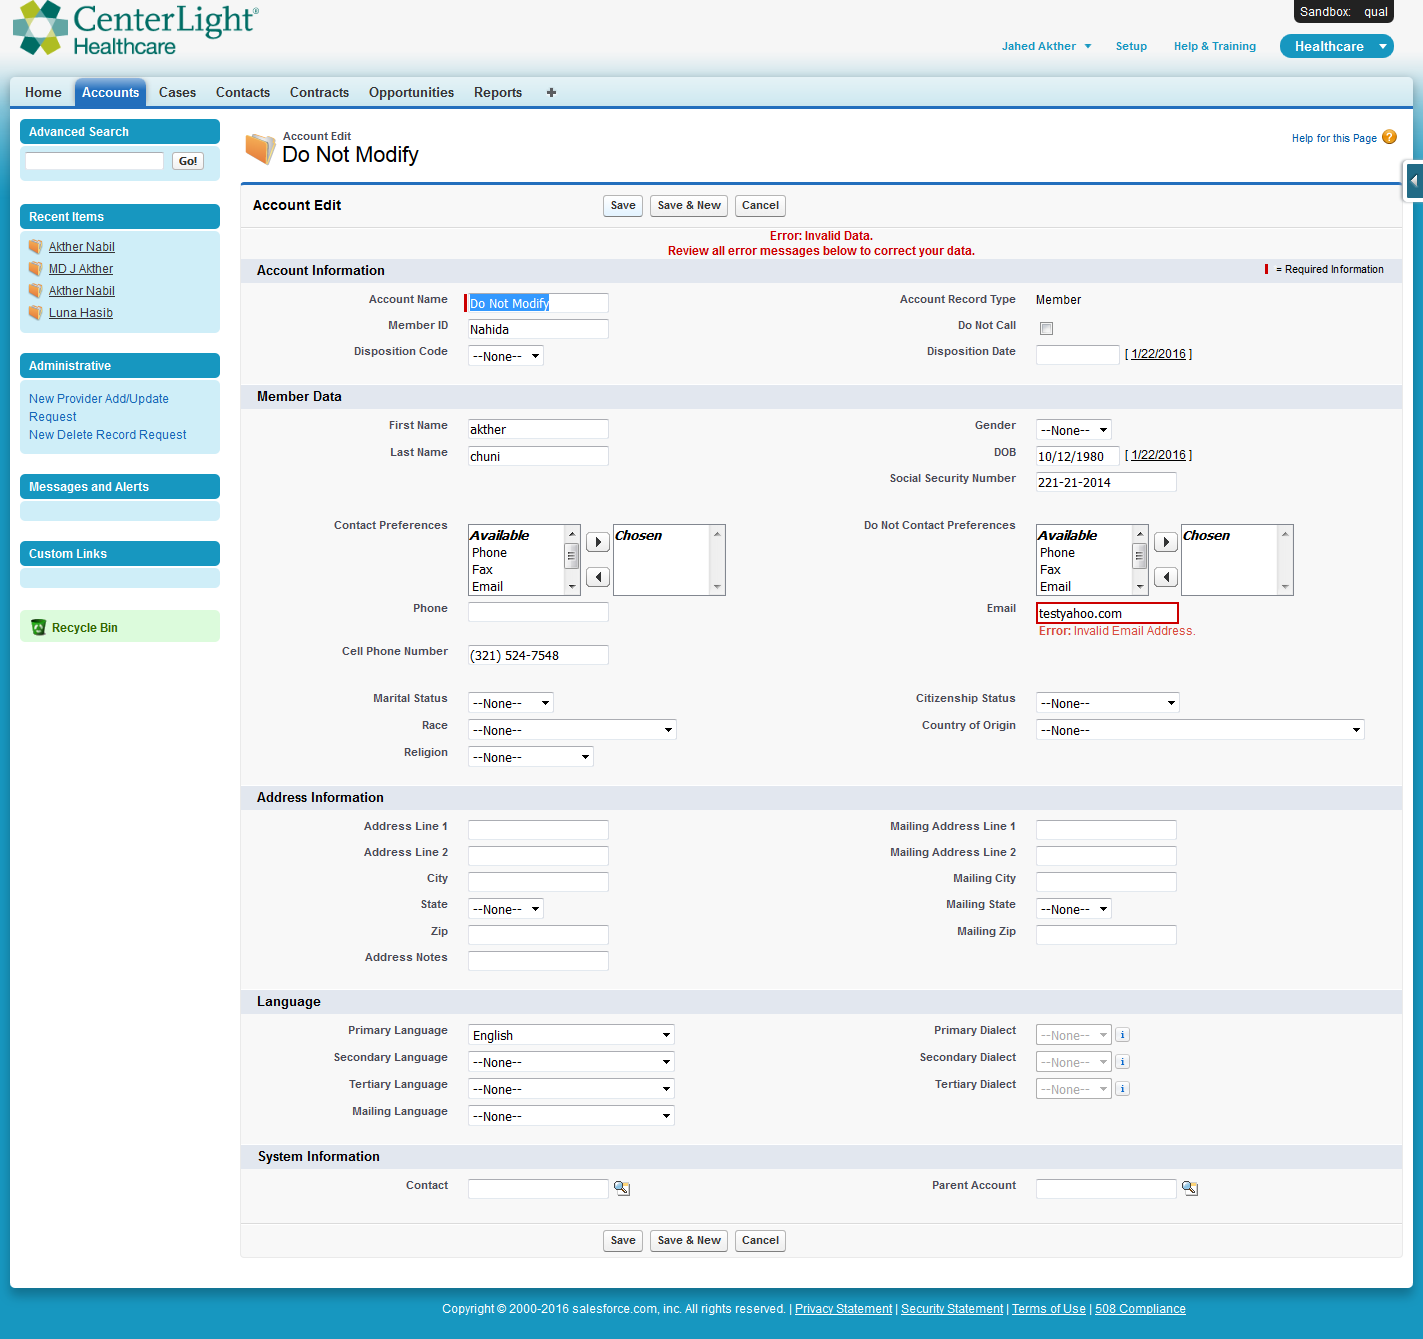 CenterLight®
Healthcare
Sandbox: qual
Jahed Akther Setup Help & Training Healthcare
Home Accounts Cases Contacts Contracts Opportunities Reports +
Advanced Search
Go!
Recent Items
Akther Nabil
MD J Akther
Akther Nabil
Luna Hasib
Administrative
New Provider Add/Update
Request
New Delete Record Request
Messages and Alerts
Custom Links
Recycle Bin
Account Edit
Do Not Modify
Help for this Page ?
Account Edit Save Save & New Cancel
Error: Invalid Data.
Review all error messages below to correct your data.
Account Information = Required Information
Account Name Do Not Modify Account Record Type Member
Member ID Nahida Do Not Call
Disposition Code --None-- Disposition Date [ 1/22/2016 ]
Member Data
First Name akther Gender --None--
Last Name chuni DOB 10/12/1980 [ 1/22/2016 ]
Social Security Number 221-21-2014
Contact Preferences Available Chosen Do Not Contact Preferences Available Chosen
Phone Phone
Fax Fax
Email Email
Phone Email testyahoo.com
Error: Invalid Email Address.
Cell Phone Number (321) 524-7548
Marital Status --None-- Citizenship Status --None--
Race --None-- Country of Origin --None--
Religion --None--
Address Information
Address Line 1 Mailing Address Line 1
Address Line 2 Mailing Address Line 2
City Mailing City
State --None-- Mailing State --None--
Zip Mailing Zip
Address Notes
Language
Primary Language English Primary Dialect --None-- i
Secondary Language --None-- Secondary Dialect --None-- i
Tertiary Language --None-- Tertiary Dialect --None-- i
Mailing Language --None--
System Information
Contact Parent Account
Save Save & New Cancel
Copyright © 2000-2016 salesforce.com, inc. All rights reserved. | Privacy Statement | Security Statement | Terms of Use | 508 Compliance